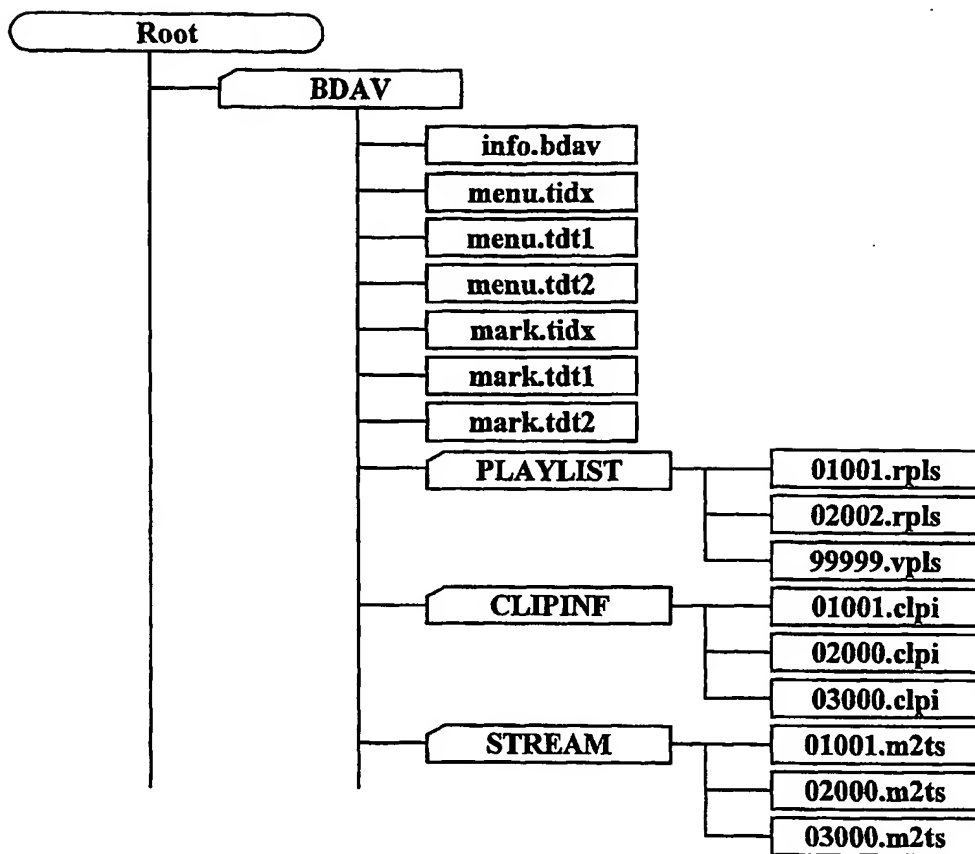 Root
BDAV
info.bdav
menu.tidx
menu.tdt1
menu.tdt2
mark.tidx
mark.tdt1
mark.tdt2
PLAYLIST
01001.rpls
02002.rpls
99999.vpls
CLIPINF
01001.clpi
02000.clpi
03000.clpi
STREAM
01001.m2ts
02000.m2ts
03000.m2ts